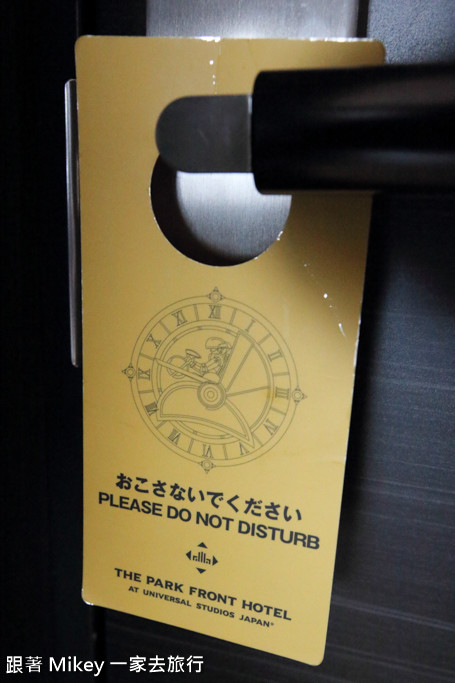 おこさないでください
PLEASE DO NOT DISTURB
THE PARK FRONT HOTEL
AT UNIVERSAL STUDIOS JAPAN®
跟著 Mikey 一家去旅行